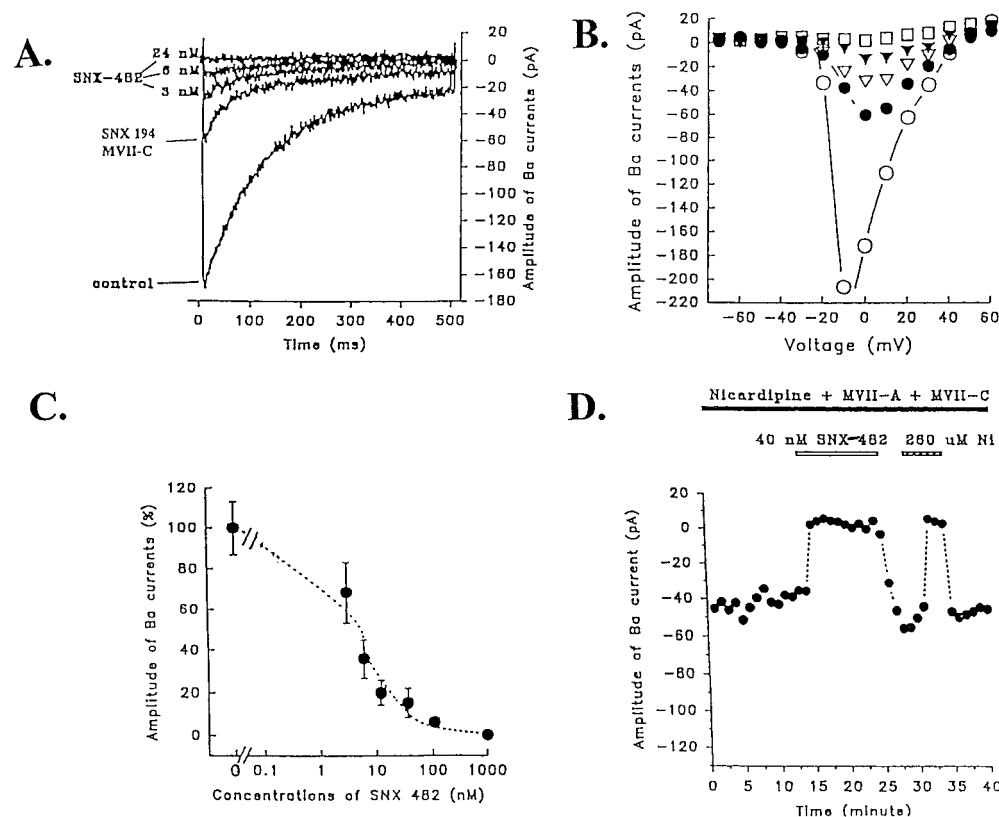 A.
24 nM
SNX-482
6 nM
3 nM
SNX 194
MVII-C
control
20
0
-20
-40
-60
-80
-100
-120
-140
-160
-180
Amplitude of Ba currents (pA)
0 100 200 300 400 500
Time (ms)
B.
Amplitude of Ba currents (pA)
20
0
-20
-40
-60
-80
-100
-120
-140
-160
-180
-200
-220
-60 -40 -20 0 20 40 60
Voltage (mV)
C.
Amplitude of Ba currents (%)
120
100
80
60
40
20
0
0 0.1 1 10 100 1000
Concentrations of SNX 482 (nM)
D.
Nicardipine + MVII-A + MVII-C
40 nM SNX-482 260 uM Ni
Amplitude of Ba current (pA)
20
0
-20
-40
-60
-80
-100
-120
0 5 10 15 20 25 30 35 40
Time (minute)